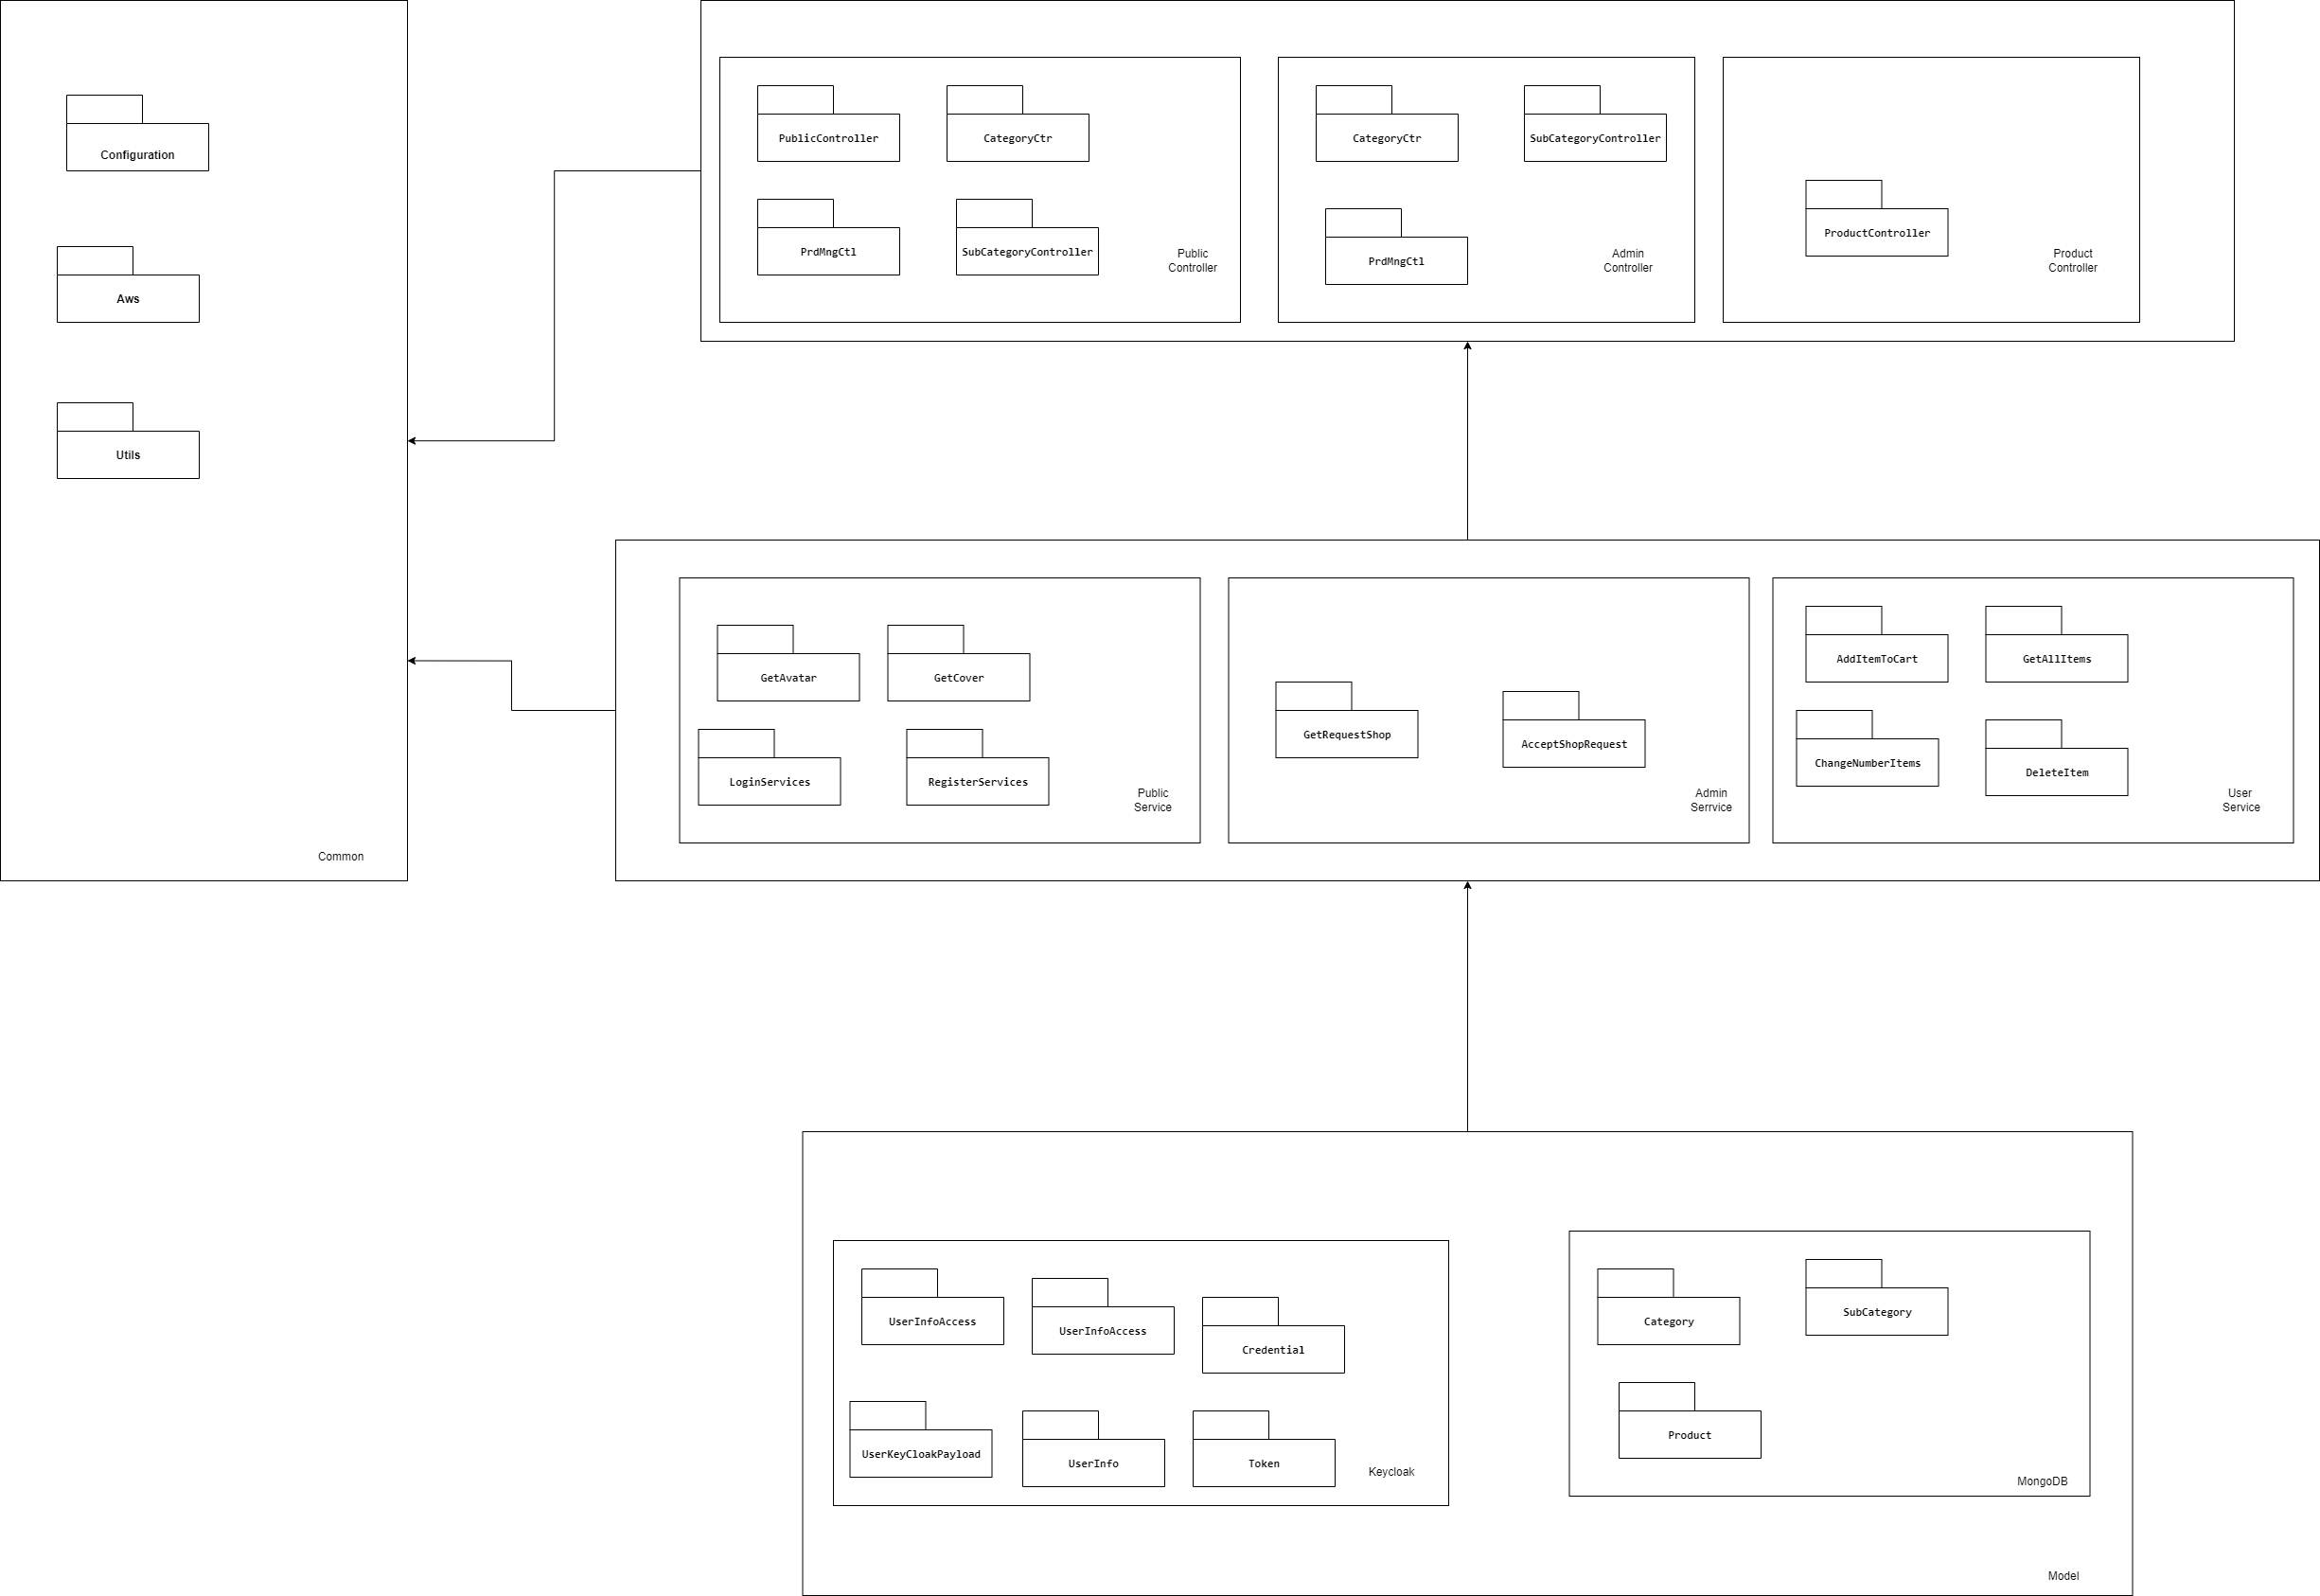 Configuration
Aws
Utils
Common
PublicController
CategoryCtr
PrdMngCtl
SubCategoryController
Public
Controller
CategoryCtr
SubCategoryController
PrdMngCtl
Admin
Controller
ProductController
Product
Controller
GetAvatar
GetCover
LoginServices
RegisterServices
Public
Service
GetRequestShop
AcceptShopRequest
Admin
Serrvice
AddItemToCart
GetAllItems
ChangeNumberItems
DeleteItem
User
Service
UserInfoAccess
UserInfoAccess
Credential
UserKeyCloakPayload
UserInfo
Token
Keycloak
Category
SubCategory
Product
MongoDB
Model